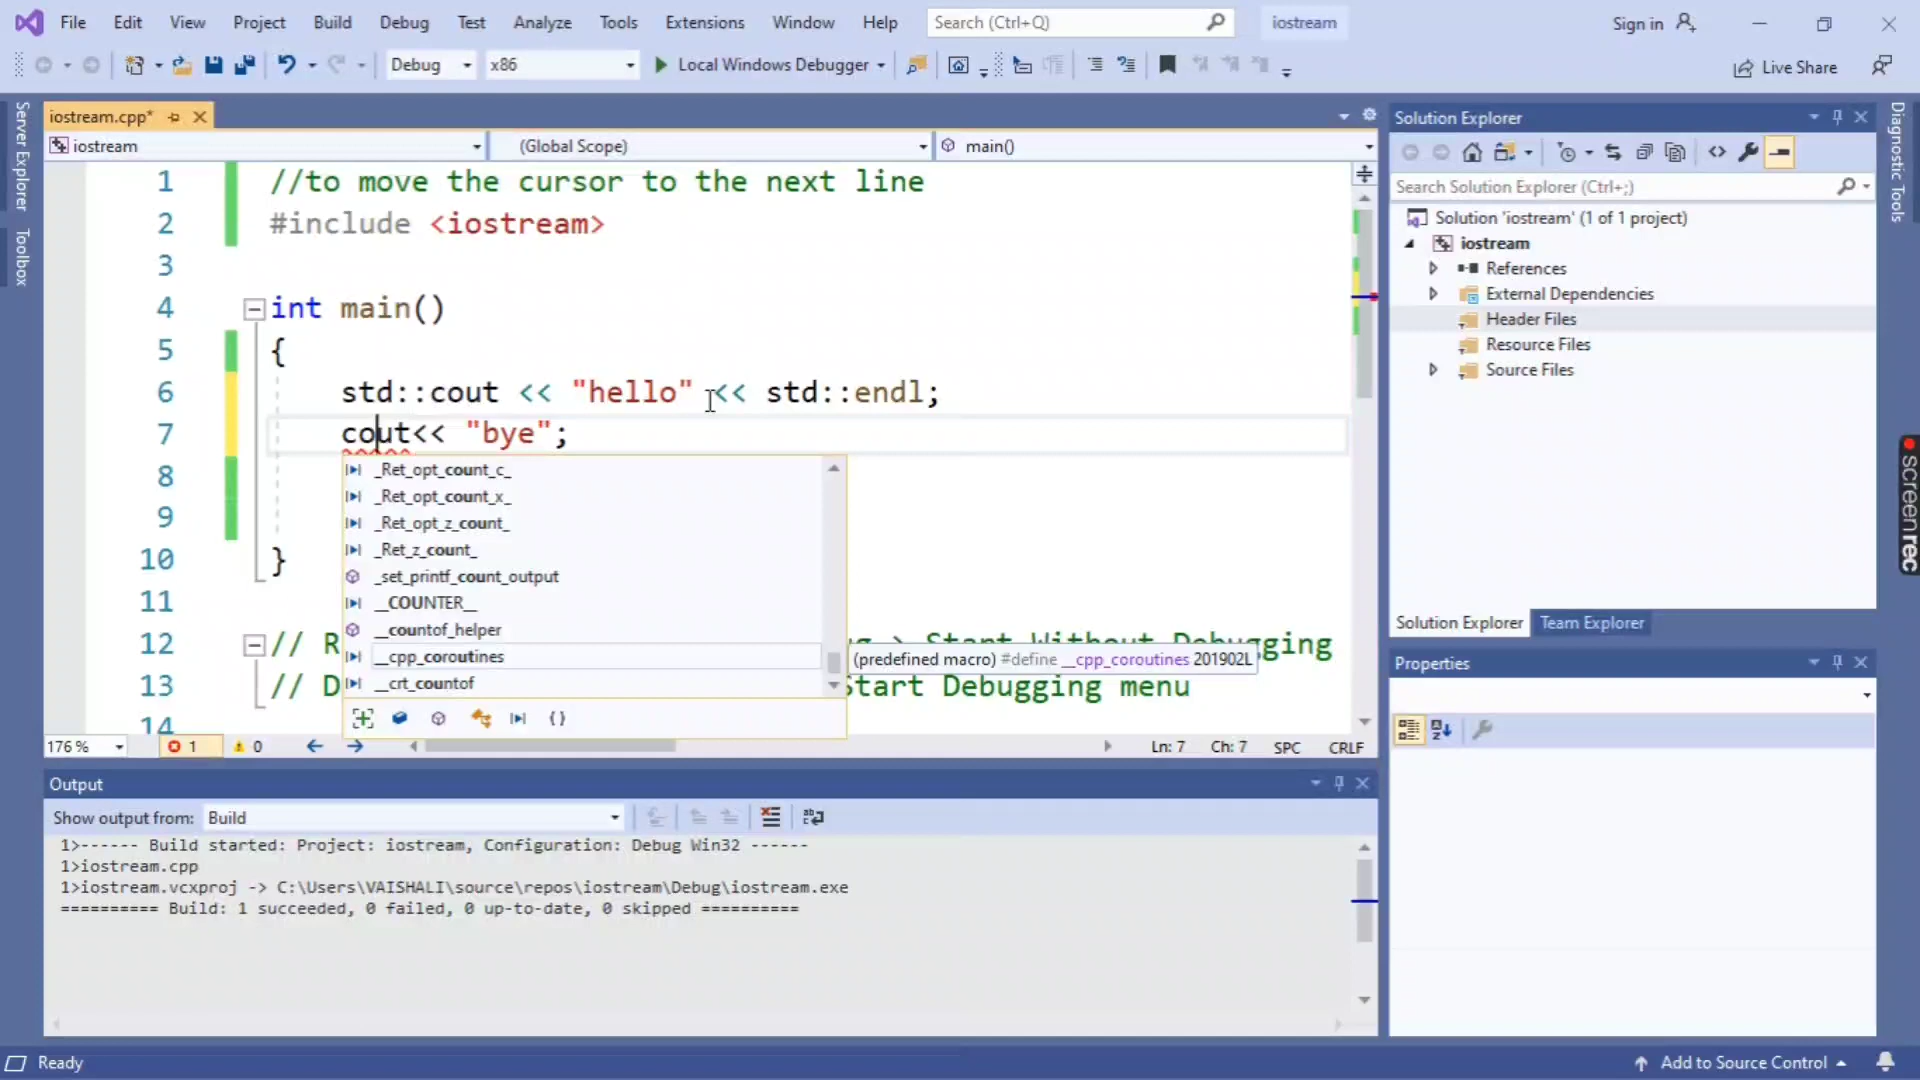 File Edit View Project Build Debug Test Analyze Tools Extensions Window Help Search (Ctrl+Q) iostream Sign in
Debug x86 Local Windows Debugger Live Share
Server Explorer
Toolbox
iostream.cpp*
iostream (Global Scope) main()
1 //to move the cursor to the next line
2 #include <iostream>
3
4 int main()
5 {
6 std::cout << "hello" << std::endl;
7 cout<< "bye";
8
9
10 }
11
12 // R g > Start Without Debugging
13 // D Start Debugging menu
14
_Ret_opt_count_c_
_Ret_opt_count_x_
_Ret_opt_z_count_
_Ret_z_count_
_set_printf_count_output
__COUNTER__
__countof_helper
__cpp_coroutines
__crt_countof
(predefined macro) #define __cpp_coroutines 201902L
176 % 1 0 Ln: 7 Ch: 7 SPC CRLF
Output
Show output from: Build
1>------ Build started: Project: iostream, Configuration: Debug Win32 ------
1>iostream.cpp
1>iostream.vcxproj -> C:\Users\VAISHALI\source\repos\iostream\Debug\iostream.exe
========== Build: 1 succeeded, 0 failed, 0 up-to-date, 0 skipped ==========
Solution Explorer
Search Solution Explorer (Ctrl+;)
Solution 'iostream' (1 of 1 project)
iostream
References
External Dependencies
Header Files
Resource Files
Source Files
Solution Explorer Team Explorer
Properties
Diagnostic Tools
screenrec
Ready Add to Source Control